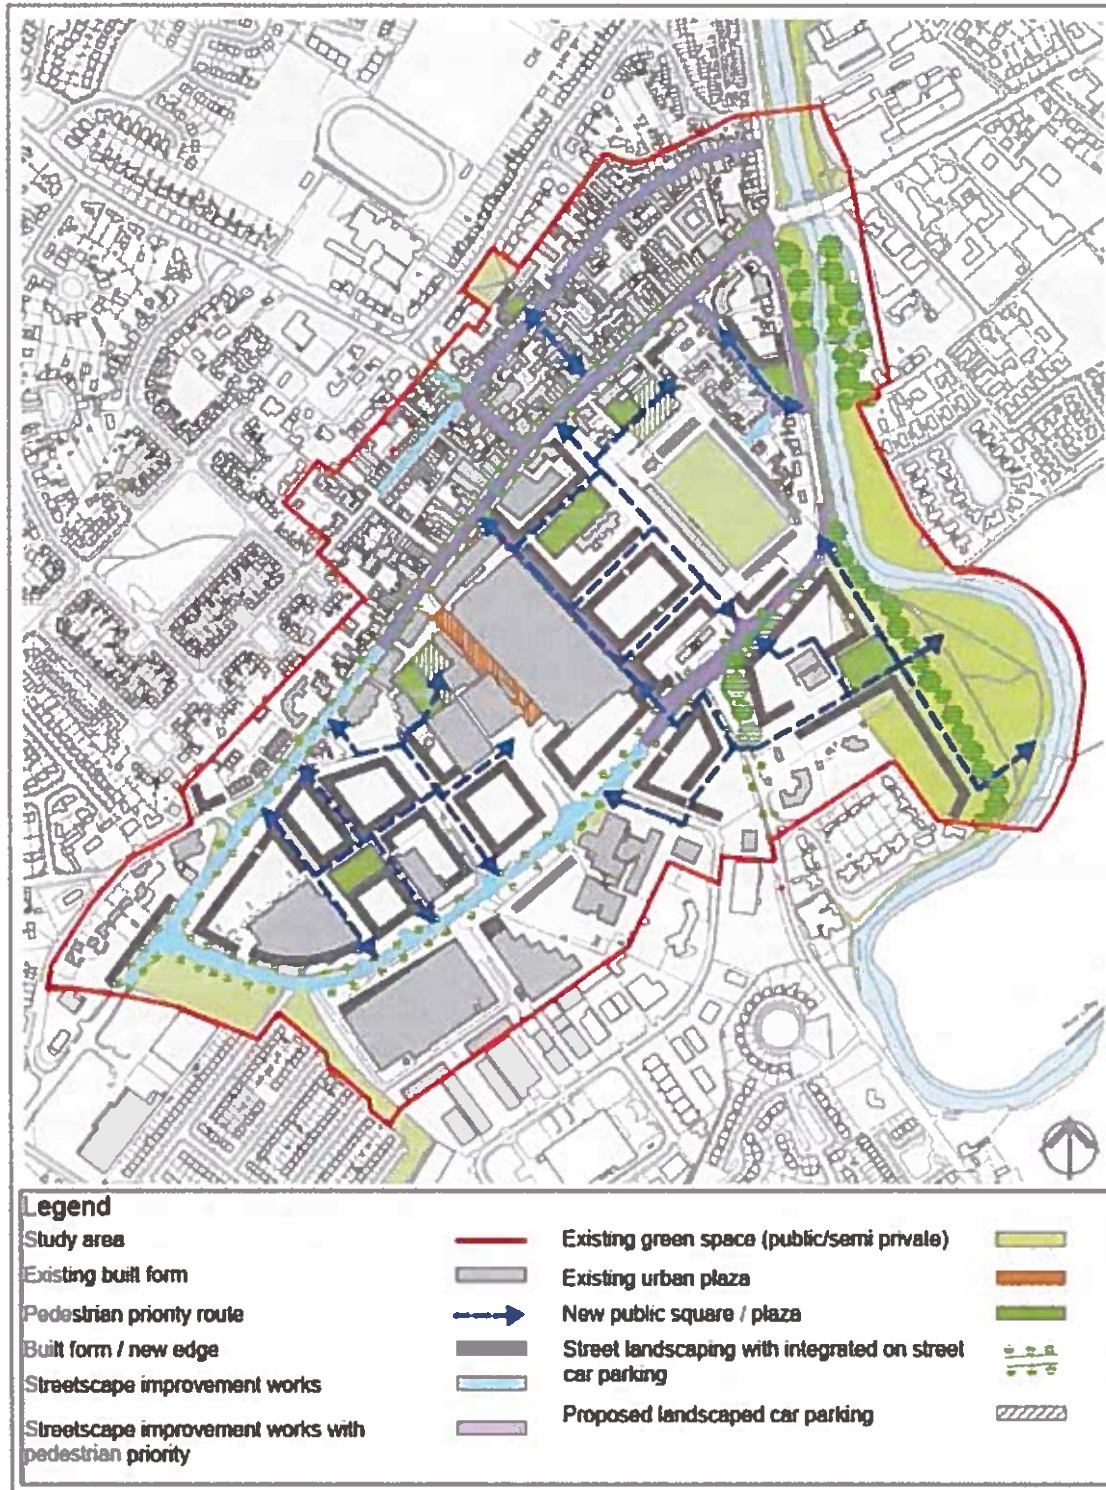 Legend
Study area
Existing built form
Pedestrian priority route
Built form / new edge
Streetscape improvement works
Streetscape improvement works with
pedestrian priority
Existing green space (public/semi private)
Existing urban plaza
New public square / plaza
Street landscaping with integrated on street
car parking
Proposed landscaped car parking